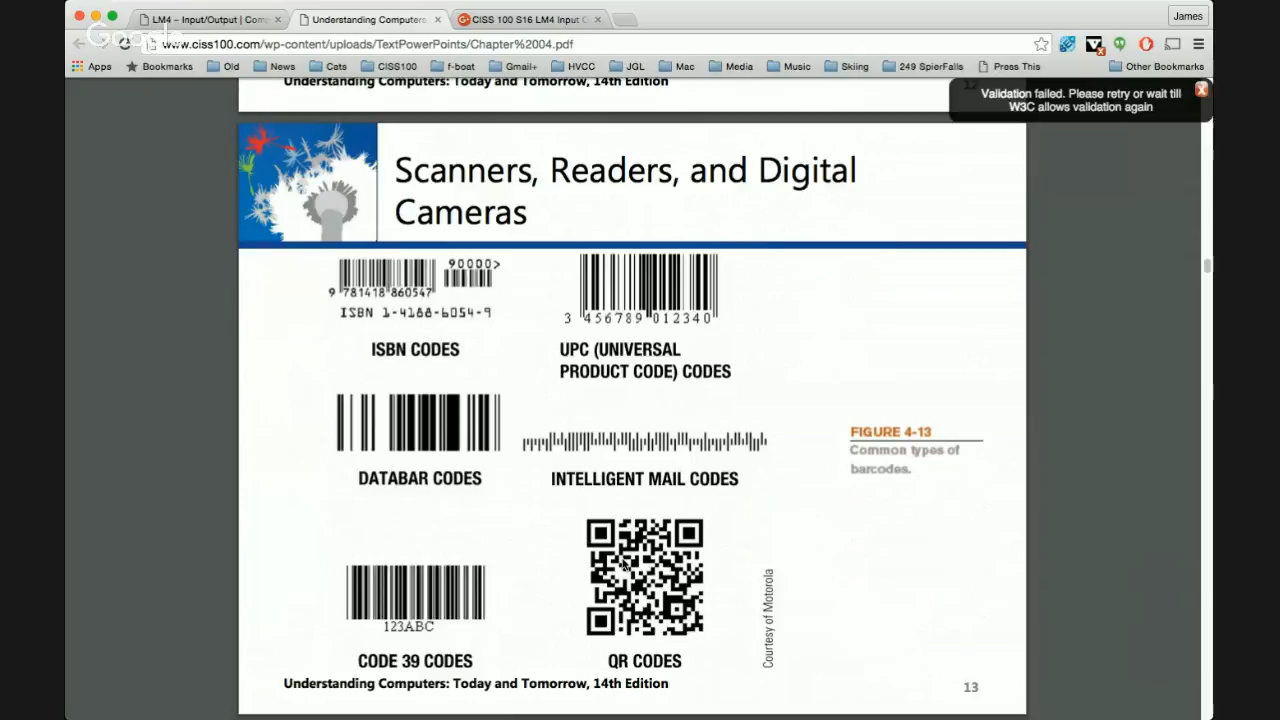 LM4 – Input/Output | Com
Understanding Computers
CISS 100 S16 LM4 Input
James
Google
www.ciss100.com/wp-content/uploads/TextPowerPoints/Chapter%2004.pdf
Apps Bookmarks Old News Cats CISS100 f-boat Gmail+ HVCC JGL Mac Media Music Skiing 249 SpierFalls Press This Other Bookmarks
Understanding Computers: Today and Tomorrow, 14th Edition
12
Validation failed. Please retry or wait till
W3C allows validation again
Scanners, Readers, and Digital
Cameras
90000>
9 781418 860547
ISBN 1-4188-6054-9
3 456789 012340
ISBN CODES
UPC (UNIVERSAL
PRODUCT CODE) CODES
FIGURE 4-13
Common types of
barcodes.
DATABAR CODES
INTELLIGENT MAIL CODES
123ABC
Courtesy of Motorola
CODE 39 CODES
QR CODES
Understanding Computers: Today and Tomorrow, 14th Edition
13